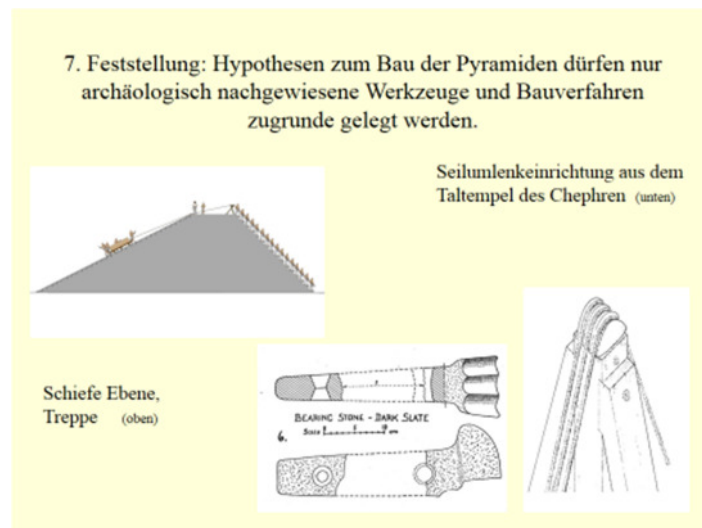 7. Feststellung: Hypothesen zum Bau der Pyramiden dürfen nur
archäologisch nachgewiesene Werkzeuge und Bauverfahren
zugrunde gelegt werden.
Seilumlenkeinrichtung aus dem
Taltempel des Chephren (unten)
Schiefe Ebene,
Treppe (oben)
BEARING STONE - DARK SLATE
6.